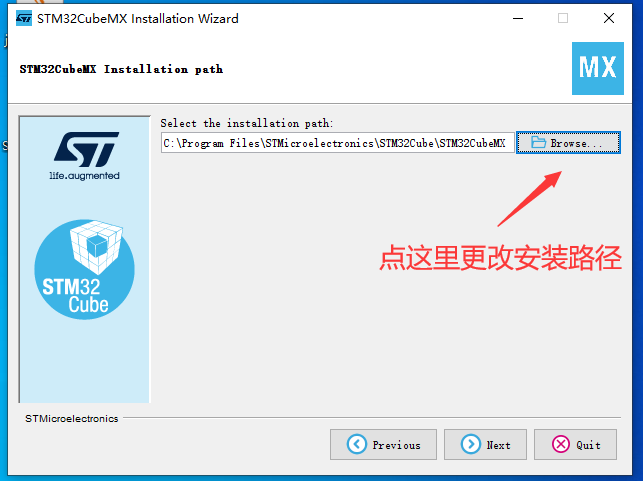 STM32CubeMX Installation Wizard
STM32CubeMX Installation path
MX
Select the installation path:
C:\Program Files\STMicroelectronics\STM32Cube\STM32CubeMX
Browse...
ST
life.augmented
点这里更改安装路径
STM32
Cube
STMicroelectronics
Previous
Next
Quit